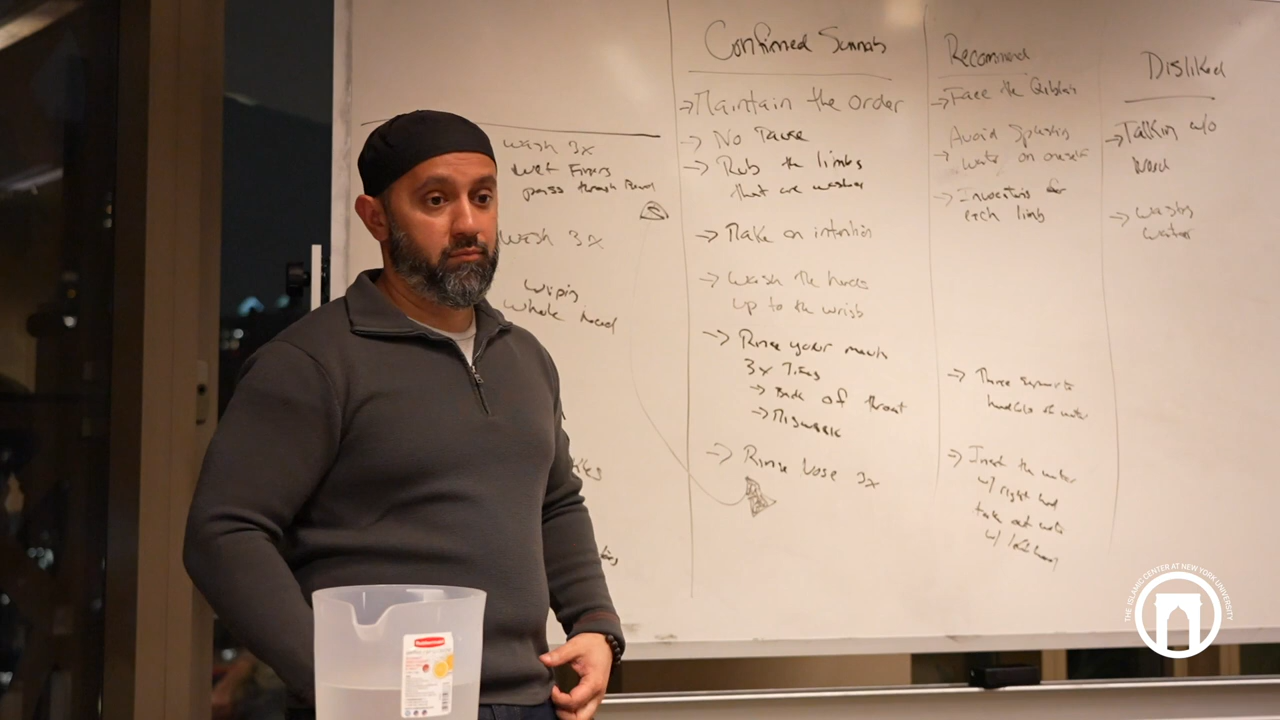 wash 3x
wet Fingers
pass through Beard
wash 3x
wiping
whole head
Confirmed Sunnahs
→ Maintain the order
→ No Pause
→ Rub the limbs
that are washed
→ Make an intention
→ Wash the hands
up to the wrists
→ Rinse your mouth
3x Times
→ Back of throat
→ Miswak
→ Rinse Nose 3x
Recommend
→ Face the Qiblah
Avoid Splashing
→ water on oneself
→ Invocations for
each limb
→ Three separate
handfuls of water
→ Insert the water
w/ right hand
take out water
w/ left hand
Disliked
→ Talking w/o
need
→ wasting
water
Rubbermaid
THE ISLAMIC CENTER AT NEW YORK UNIVERSITY